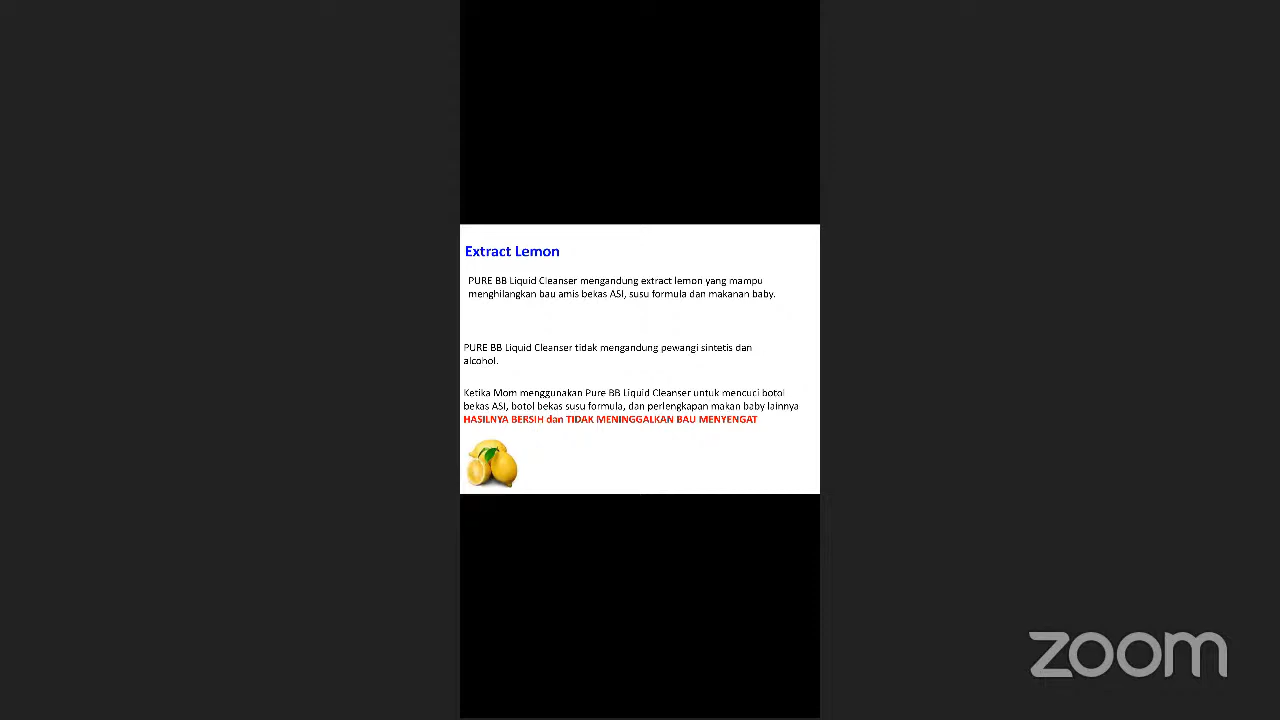 Extract Lemon
PURE BB Liquid Cleanser mengandung extract lemon yang mampu
menghilangkan bau amis bekas ASI, susu formula dan makanan baby.
PURE BB Liquid Cleanser tidak mengandung pewangi sintetis dan
alcohol.
Ketika Mom menggunakan Pure BB Liquid Cleanser untuk mencuci botol
bekas ASI, botol bekas susu formula, dan perlengkapan makan baby lainnya
HASILNYA BERSIH dan TIDAK MENINGGALKAN BAU MENYENGAT
zoom